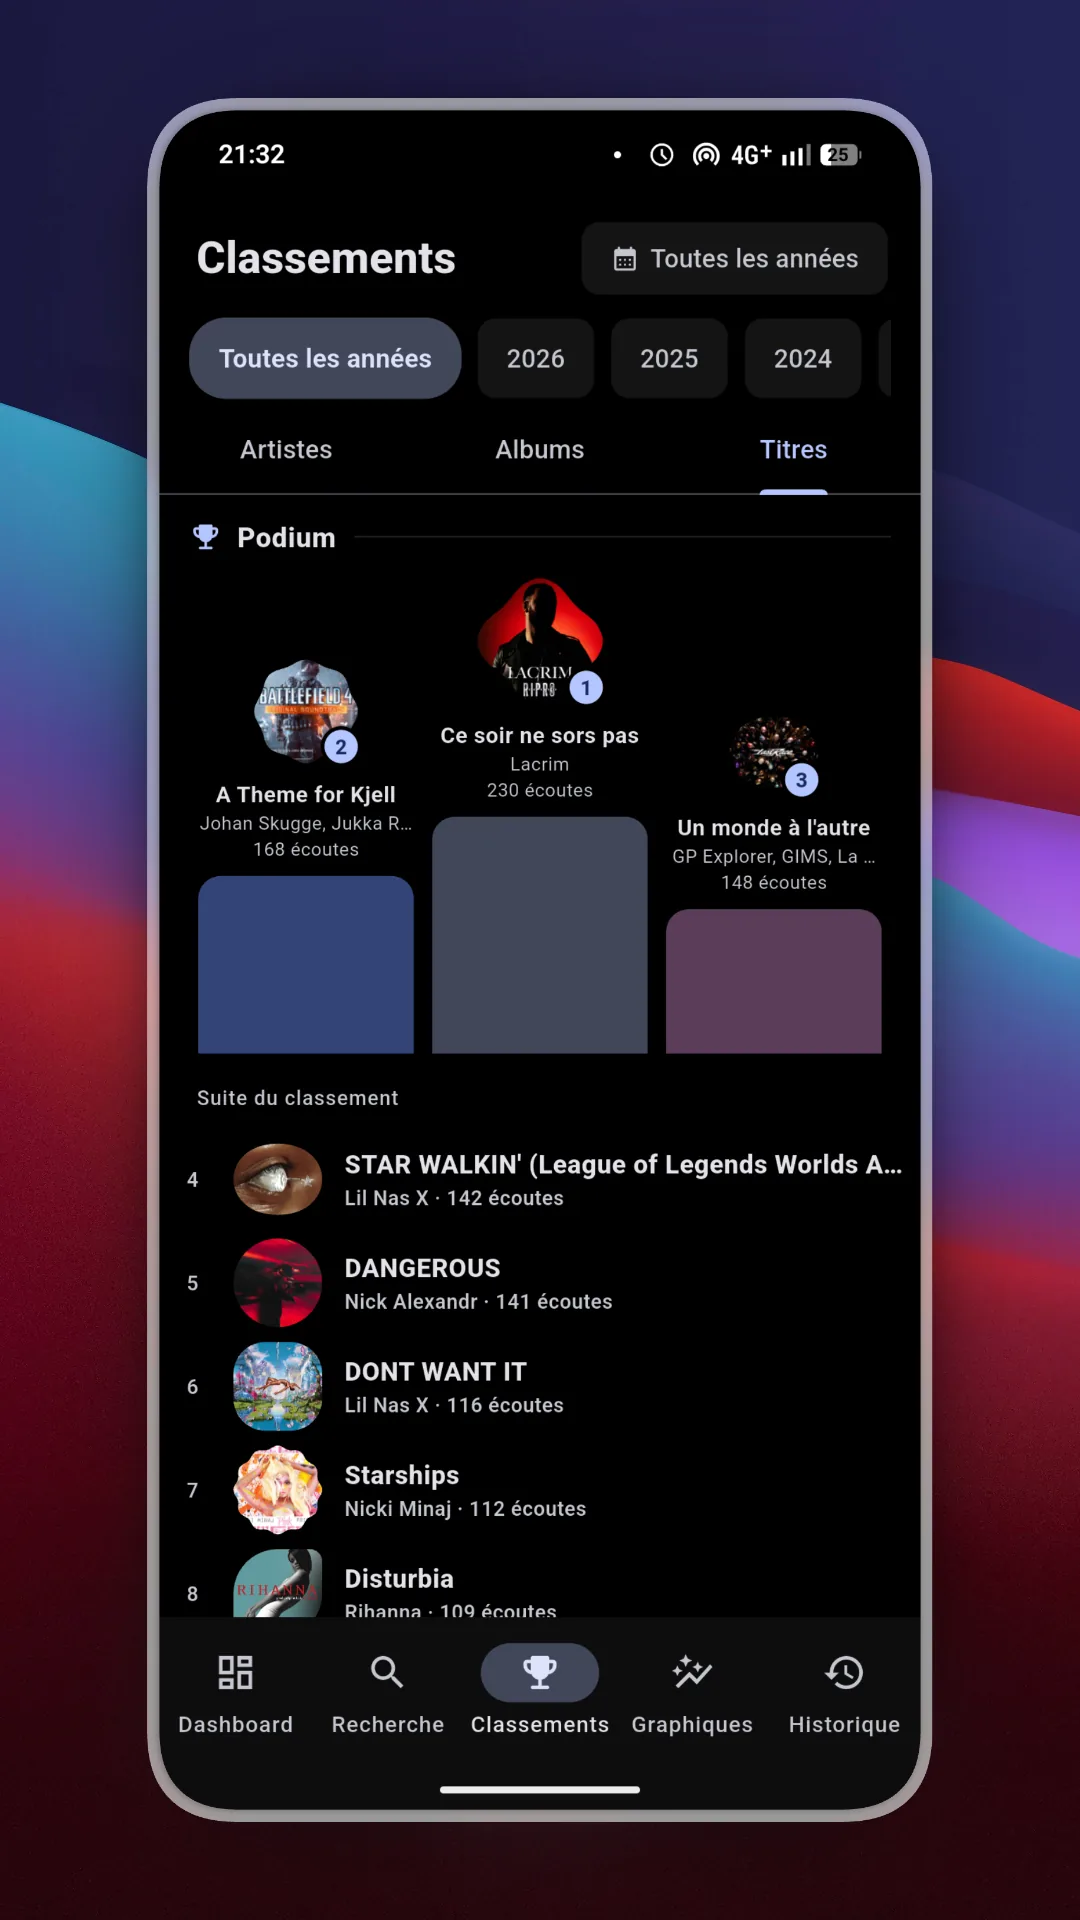 21:32
4G+
25
Classements
Toutes les années
Toutes les années
2026
2025
2024
Artistes
Albums
Titres
Podium
LACRIM
RIPRO
1
Ce soir ne sors pas
Lacrim
230 écoutes
BATTLEFIELD 4
ORIGINAL SOUNDTRACK
2
A Theme for Kjell
Johan Skugge, Jukka R...
168 écoutes
3
Un monde à l'autre
GP Explorer, GIMS, La ...
148 écoutes
Suite du classement
4
STAR WALKIN' (League of Legends Worlds A...
Lil Nas X · 142 écoutes
5
DANGEROUS
Nick Alexandr · 141 écoutes
6
DONT WANT IT
Lil Nas X · 116 écoutes
7
Starships
Nicki Minaj · 112 écoutes
8
RIHANNA
Disturbia
Rihanna · 109 écoutes
Dashboard
Recherche
Classements
Graphiques
Historique